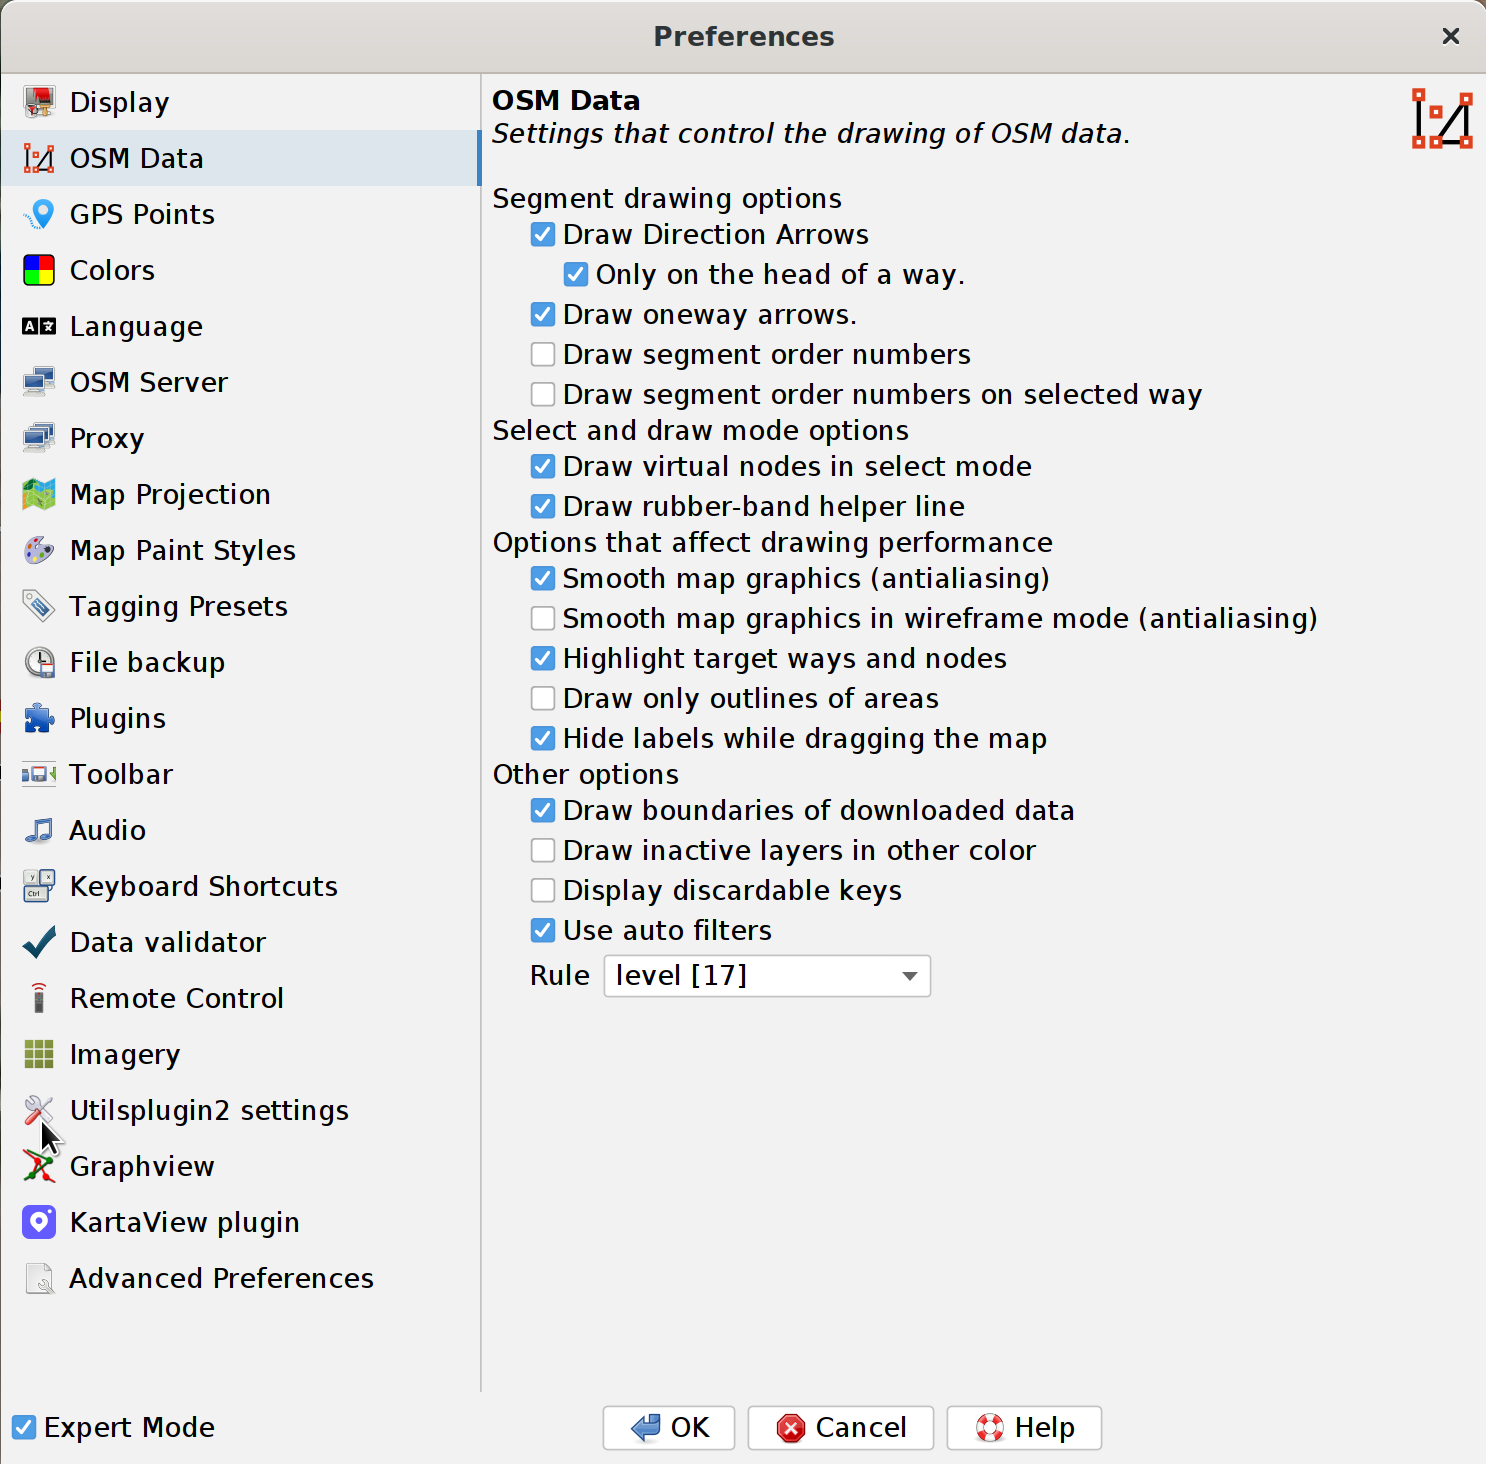 Preferences
Display
OSM Data
GPS Points
Colors
Language
OSM Server
Proxy
Map Projection
Map Paint Styles
Tagging Presets
File backup
Plugins
Toolbar
Audio
Keyboard Shortcuts
Data validator
Remote Control
Imagery
Utilsplugin2 settings
Graphview
KartaView plugin
Advanced Preferences
OSM Data
Settings that control the drawing of OSM data.
Segment drawing options
Draw Direction Arrows
Only on the head of a way.
Draw oneway arrows.
Draw segment order numbers
Draw segment order numbers on selected way
Select and draw mode options
Draw virtual nodes in select mode
Draw rubber-band helper line
Options that affect drawing performance
Smooth map graphics (antialiasing)
Smooth map graphics in wireframe mode (antialiasing)
Highlight target ways and nodes
Draw only outlines of areas
Hide labels while dragging the map
Other options
Draw boundaries of downloaded data
Draw inactive layers in other color
Display discardable keys
Use auto filters
Rule level [17]
Expert Mode
OK
Cancel
Help